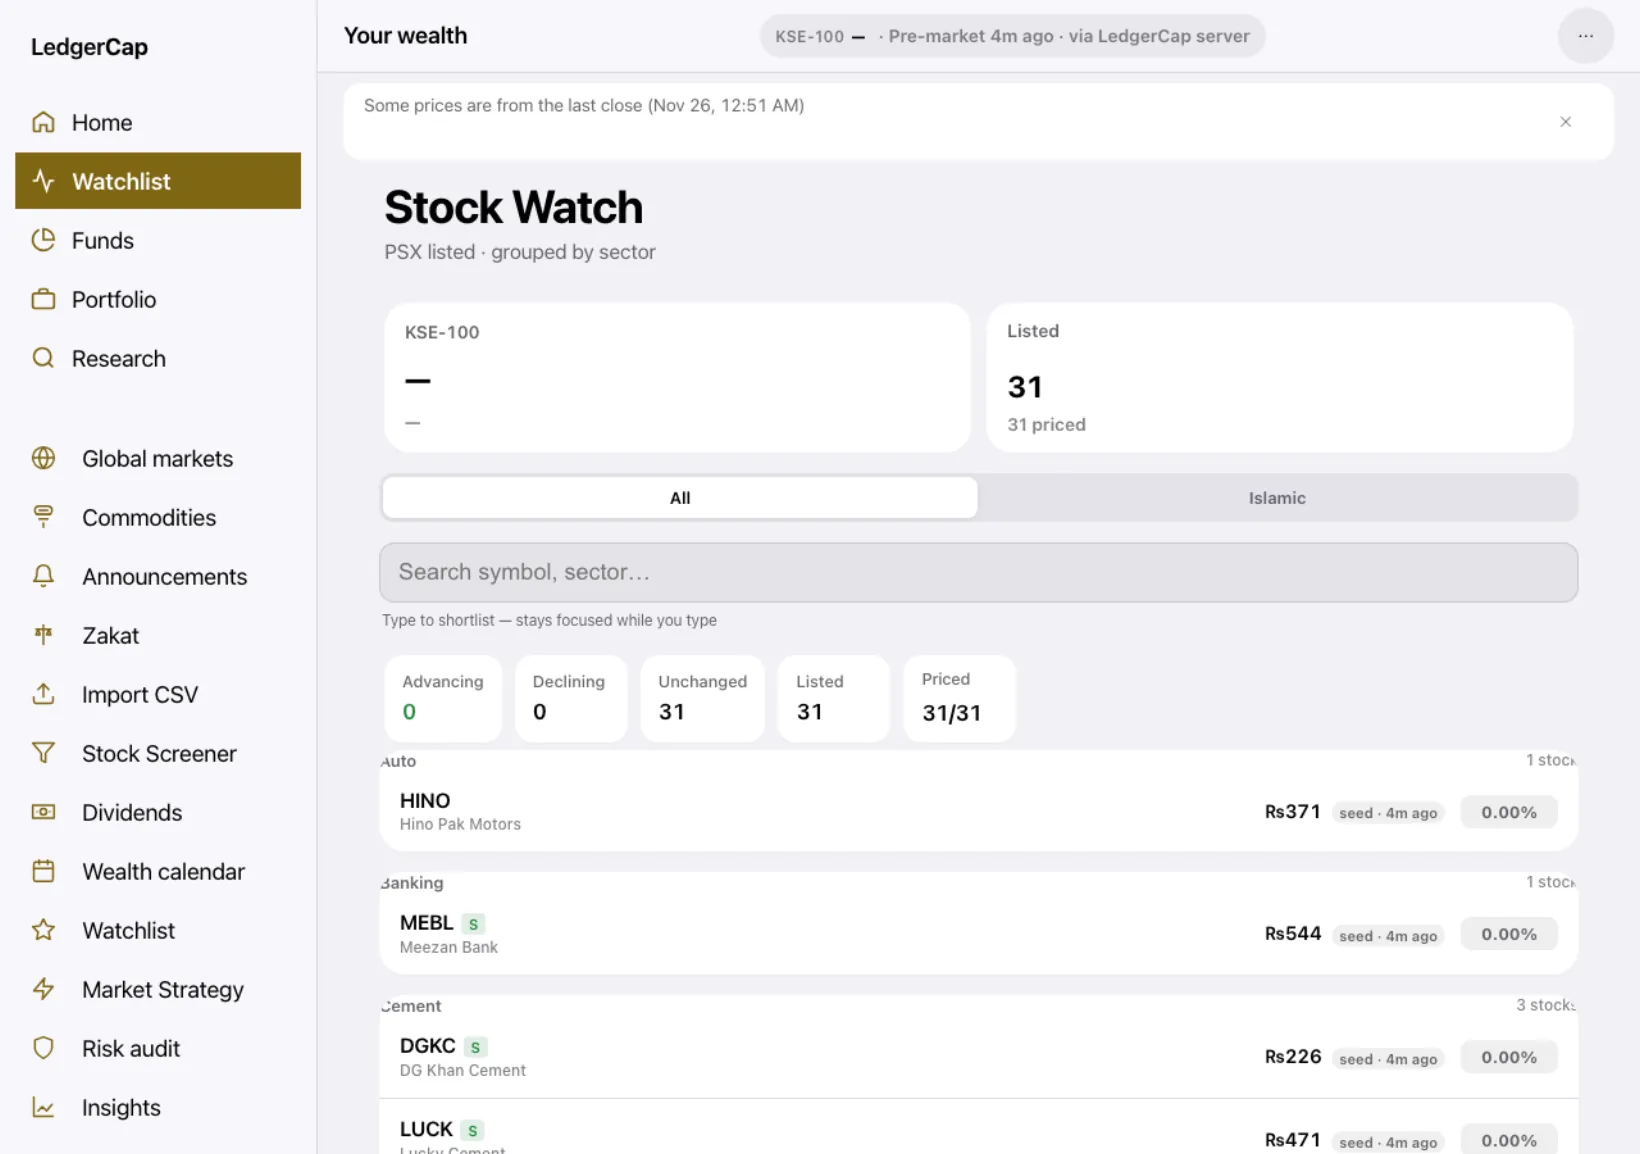 LedgerCap
Home
Watchlist
Funds
Portfolio
Research
Global markets
Commodities
Announcements
Zakat
Import CSV
Stock Screener
Dividends
Wealth calendar
Watchlist
Market Strategy
Risk audit
Insights
Your wealth
KSE-100 — · Pre-market 4m ago · via LedgerCap server
...
Some prices are from the last close (Nov 26, 12:51 AM)
×
Stock Watch
PSX listed · grouped by sector
KSE-100
—
—
Listed
31
31 priced
All
Islamic
Search symbol, sector...
Type to shortlist — stays focused while you type
Advancing
0
Declining
0
Unchanged
31
Listed
31
Priced
31/31
Auto
1 stock
HINO
Hino Pak Motors
Rs371 seed · 4m ago 0.00%
Banking
1 stock
MEBL S
Meezan Bank
Rs544 seed · 4m ago 0.00%
Cement
3 stocks
DGKC S
DG Khan Cement
Rs226 seed · 4m ago 0.00%
LUCK S
Lucky Cement
Rs471 seed · 4m ago 0.00%